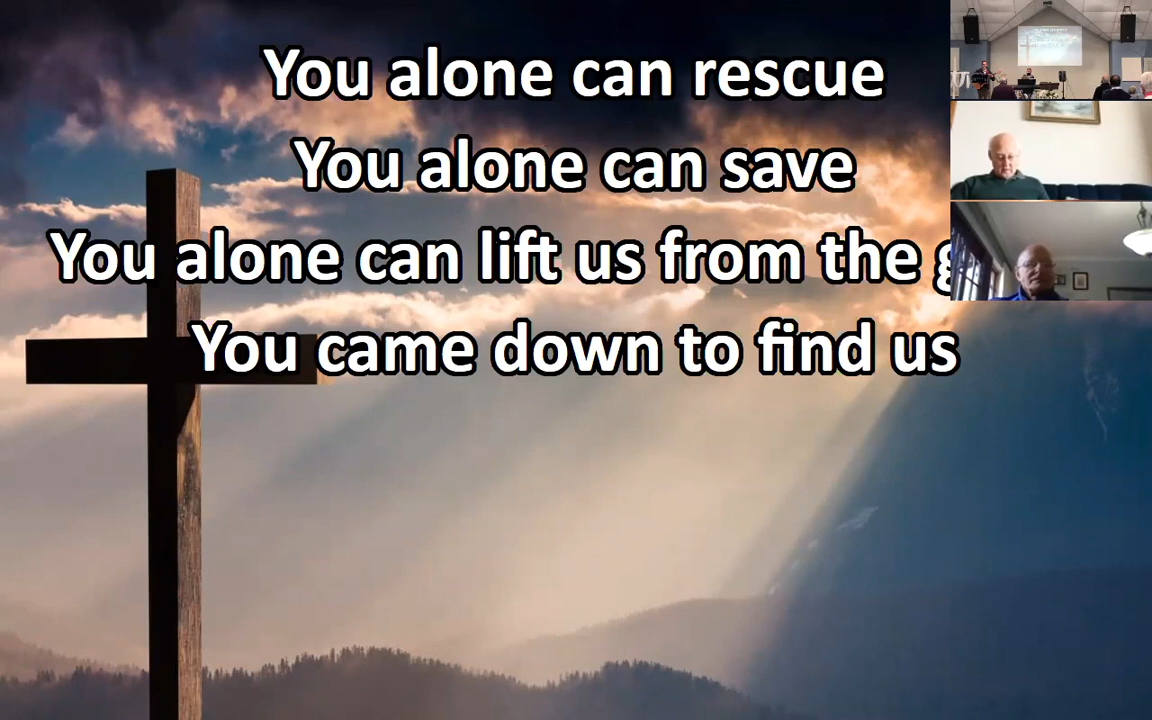 You alone can rescue
You alone can save
You alone can lift us from the
You came down to find us